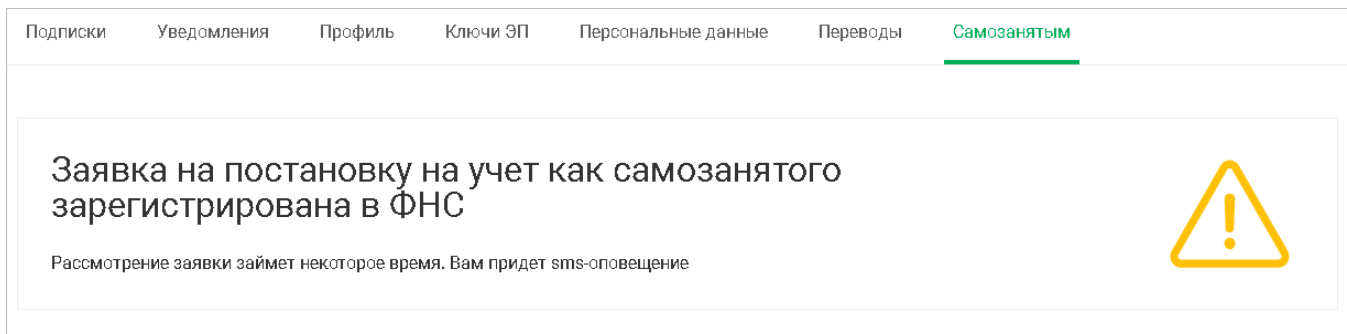 Подписки Уведомления Профиль Ключи ЭП Персональные данные Переводы Самозанятым
Заявка на постановку на учет как самозанятого
зарегистрирована в ФНС
Рассмотрение заявки займет некоторое время. Вам придет sms-оповещение